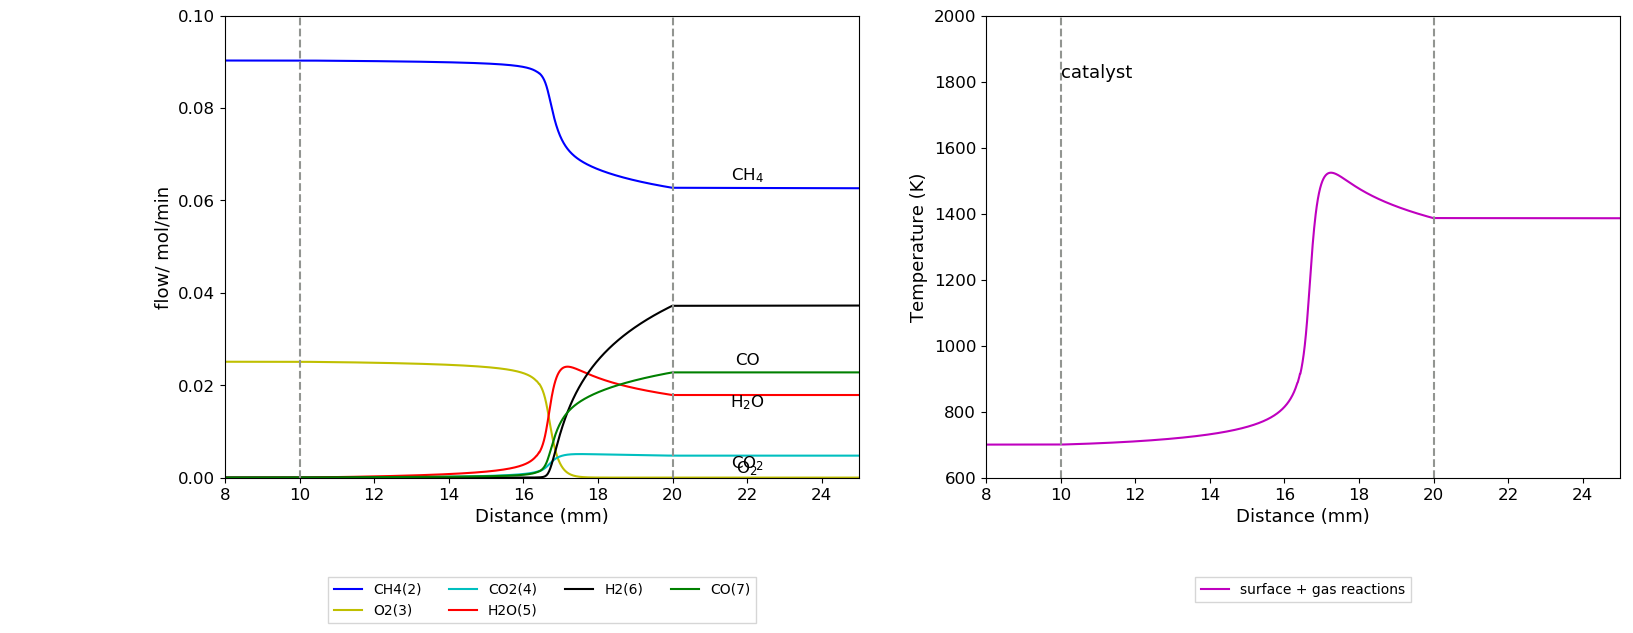 0.10
0.08
0.06
0.04
0.02
0.00
flow/ mol/min
CH₄
CO
H₂O
CO₂
O₂
8 10 12 14 16 18 20 22 24
Distance (mm)
CH4(2) CO2(4) H2(6) CO(7)
O2(3) H2O(5)
2000
1800
1600
1400
1200
1000
800
600
Temperature (K)
catalyst
8 10 12 14 16 18 20 22 24
Distance (mm)
surface + gas reactions